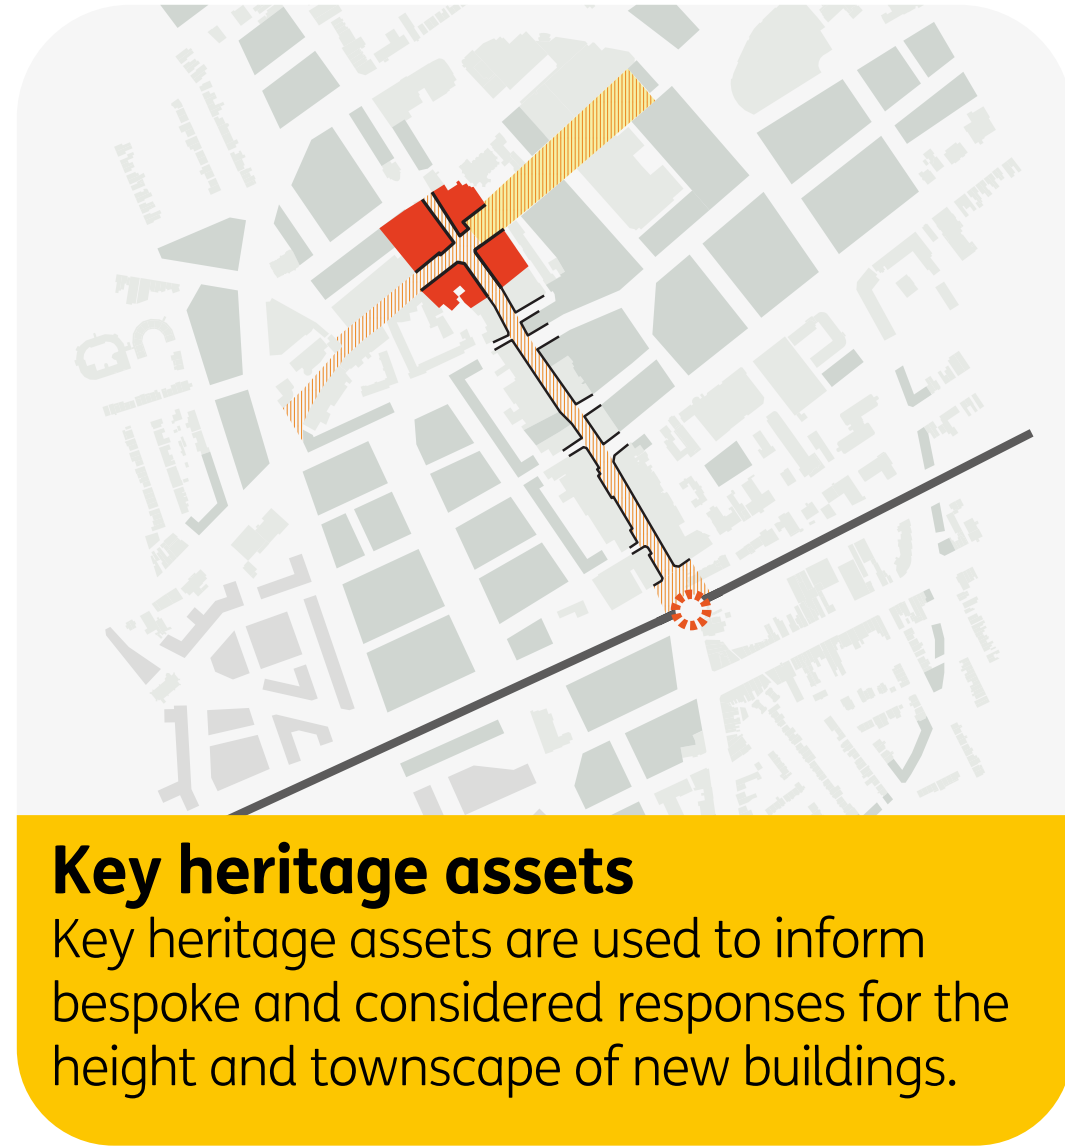 Key heritage assets
Key heritage assets are used to inform
bespoke and considered responses for the
height and townscape of new buildings.